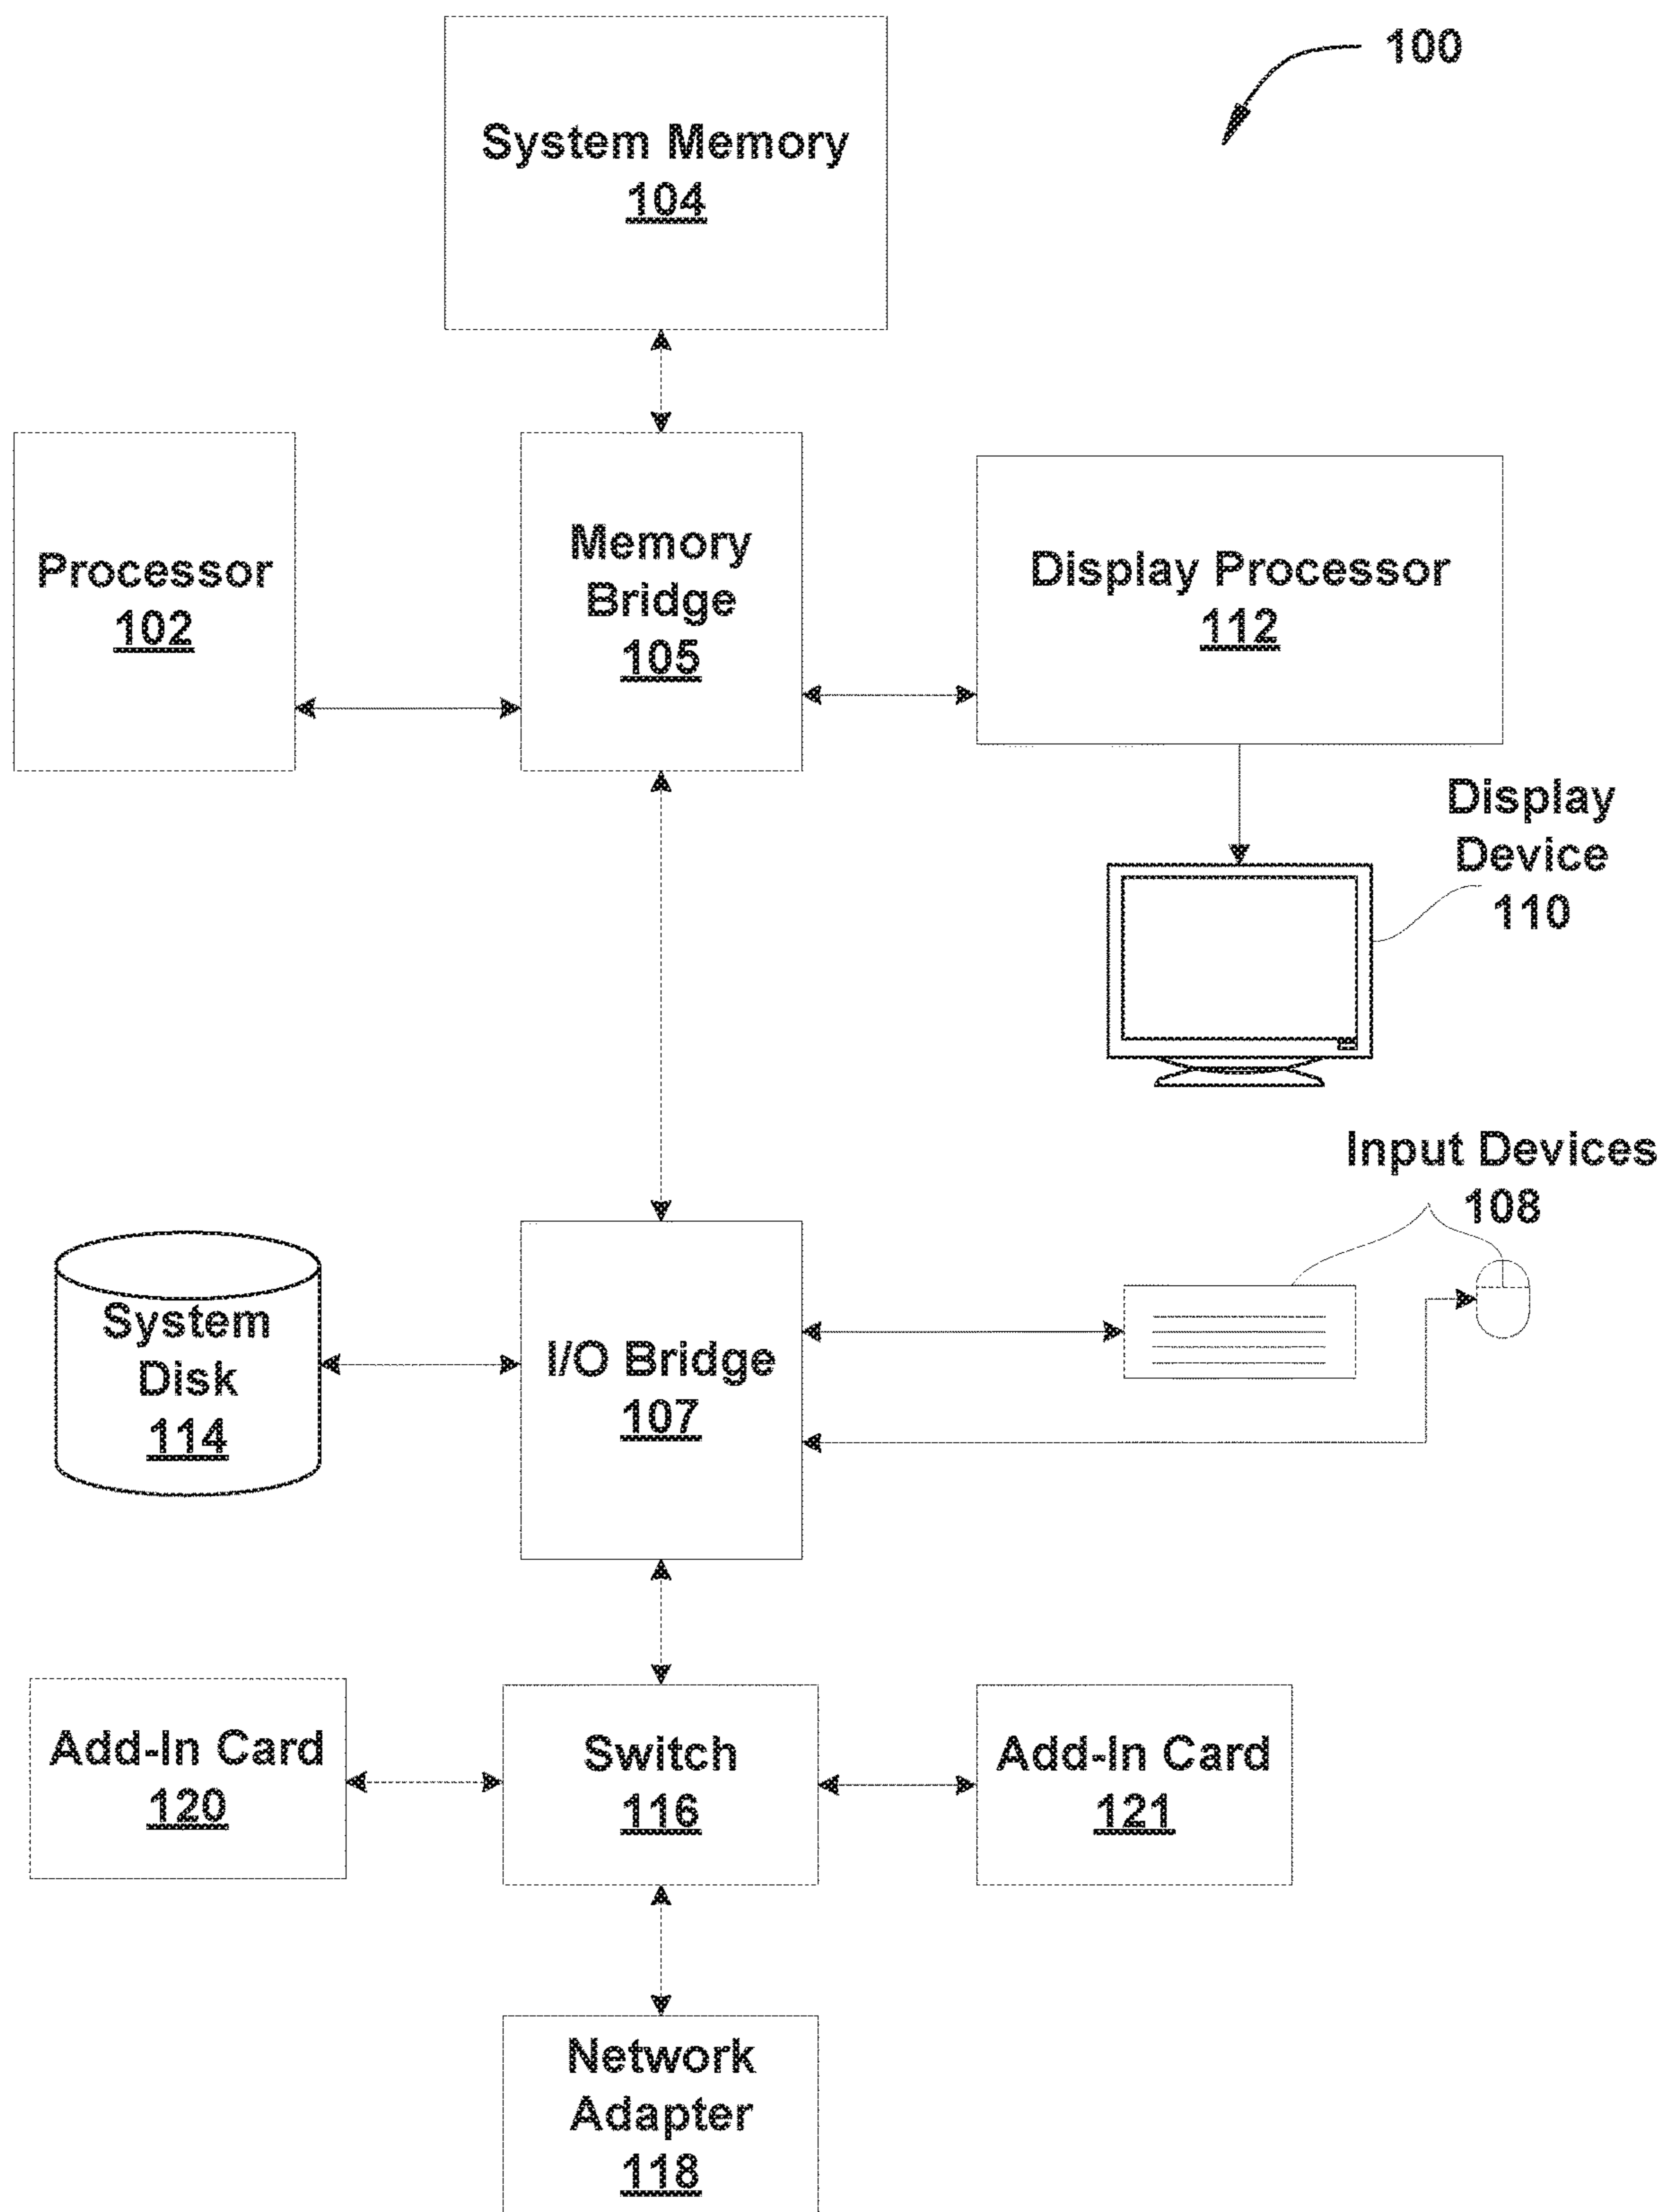 100
System Memory
104
Processor
102
Memory
Bridge
105
Display Processor
112
Display
Device
110
Input Devices
108
System
Disk
114
I/O Bridge
107
Add-In Card
120
Switch
116
Add-In Card
121
Network
Adapter
118